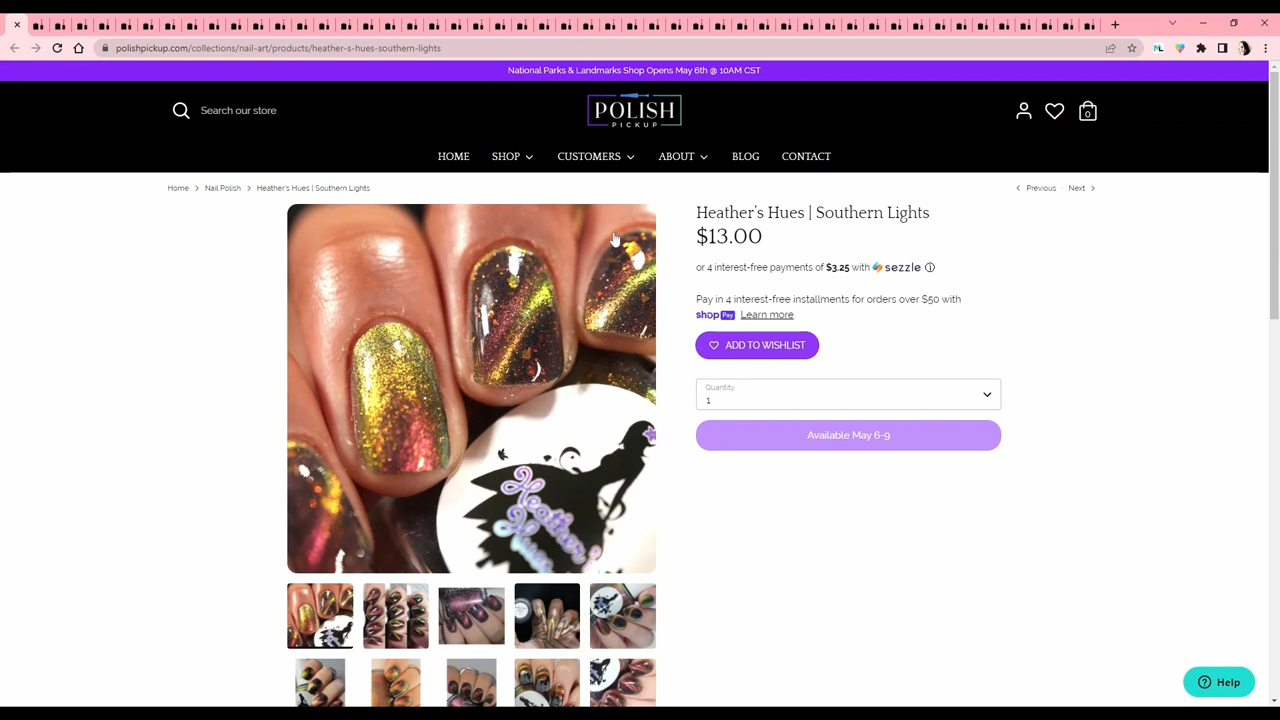 polishpickup.com/collections/nail-art/products/heather-s-hues-southern-lights
National Parks & Landmarks Shop Opens May 6th @ 10AM CST
Search our store
POLISH
PICKUP
0
HOME SHOP CUSTOMERS ABOUT BLOG CONTACT
Home > Nail Polish > Heather's Hues | Southern Lights
< Previous · Next >
Heather's Hues | Southern Lights
$13.00
or 4 interest-free payments of $3.25 with sezzle
Pay in 4 interest-free installments for orders over $50 with
shop Pay Learn more
ADD TO WISHLIST
Quantity
1
Available May 6-9
Heather's
Hues
Help